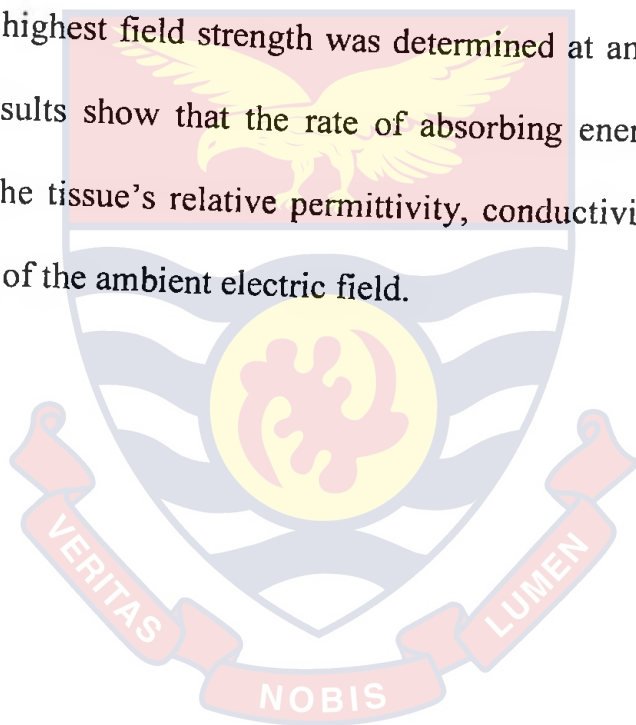 highest field strength was determined at an
sults show that the rate of absorbing ener
he tissue's relative permittivity, conductivi
of the ambient electric field.
VERITAS
NOBIS
LUMEN